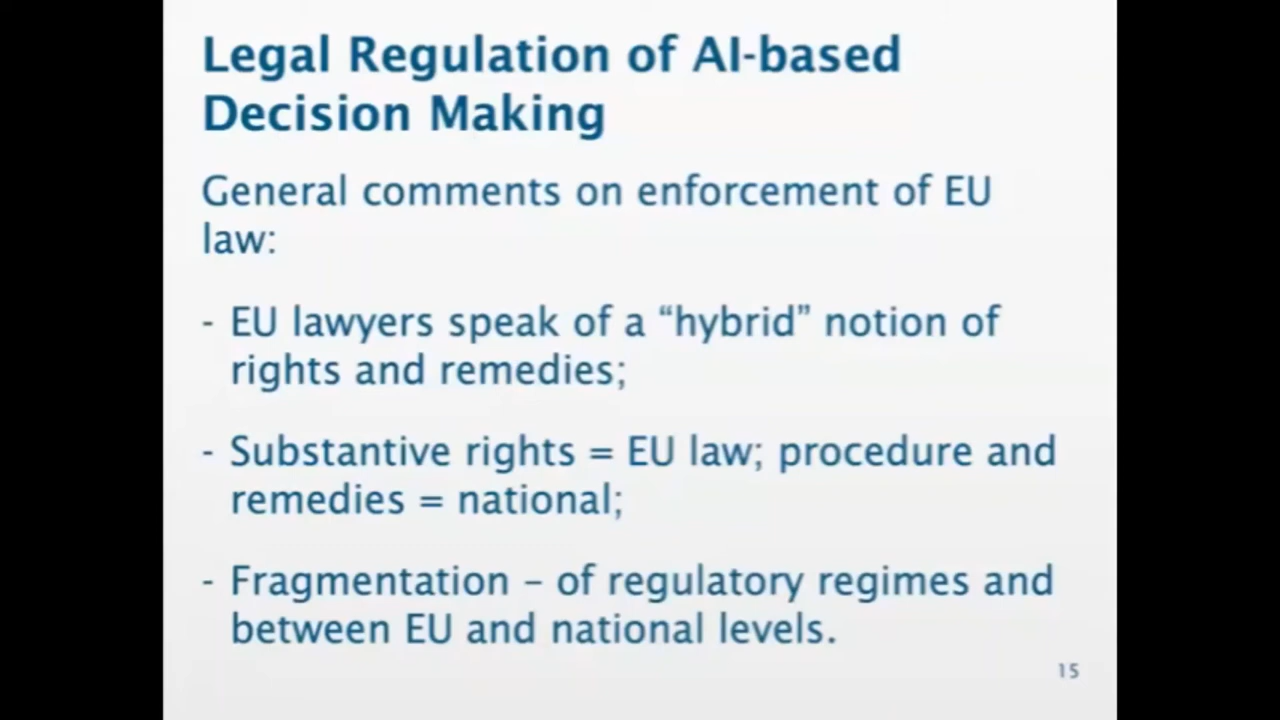 Legal Regulation of AI-based
Decision Making
General comments on enforcement of EU
law:
- EU lawyers speak of a “hybrid” notion of
rights and remedies;
- Substantive rights = EU law; procedure and
remedies = national;
- Fragmentation – of regulatory regimes and
between EU and national levels.
15